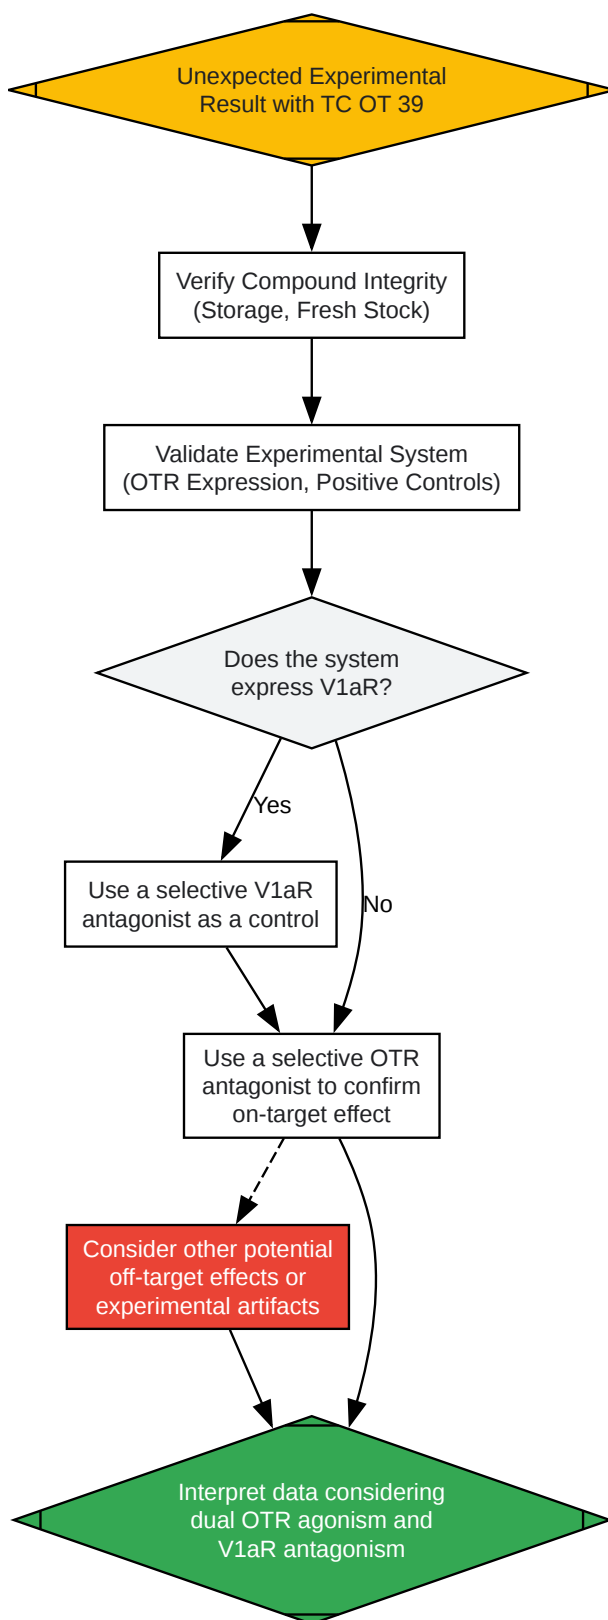 Unexpected Experimental
Result with TC OT 39
Verify Compound Integrity
(Storage, Fresh Stock)
Validate Experimental System
(OTR Expression, Positive Controls)
Does the system
express V1aR?
Yes
Use a selective V1aR
antagonist as a control
No
Use a selective OTR
antagonist to confirm
on-target effect
Consider other potential
off-target effects or
experimental artifacts
Interpret data considering
dual OTR agonism and
V1aR antagonism